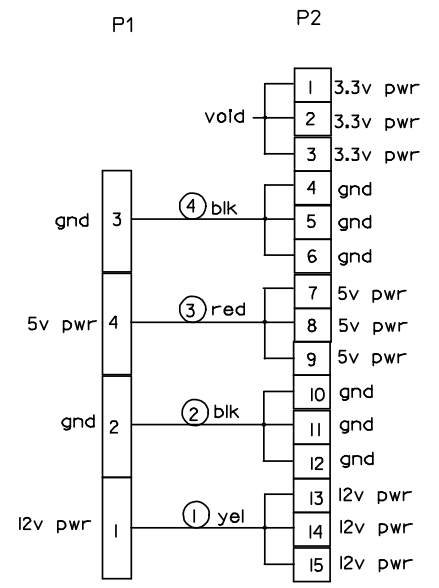 P1 P2
1 3.3v pwr
void 2 3.3v pwr
3 3.3v pwr
4 gnd
gnd 3 4 blk 5 gnd
6 gnd
7 5v pwr
5v pwr 4 3 red 8 5v pwr
9 5v pwr
10 gnd
gnd 2 2 blk 11 gnd
12 gnd
13 12v pwr
12v pwr 1 1 yel 14 12v pwr
15 12v pwr